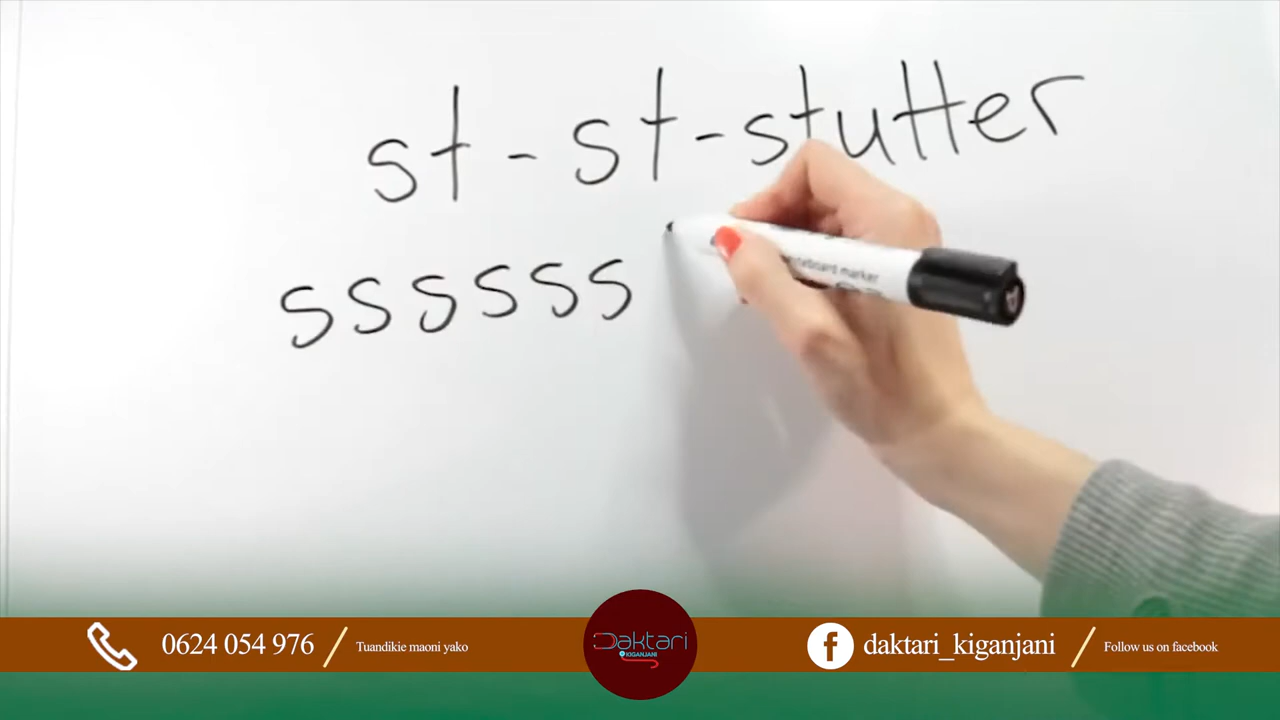 st - st - stutter
ssssss
whiteboard marker
0624 054 976 / Tuandikie maoni yako
Daktari
KIGANJANI
daktari_kiganjani / Follow us on facebook